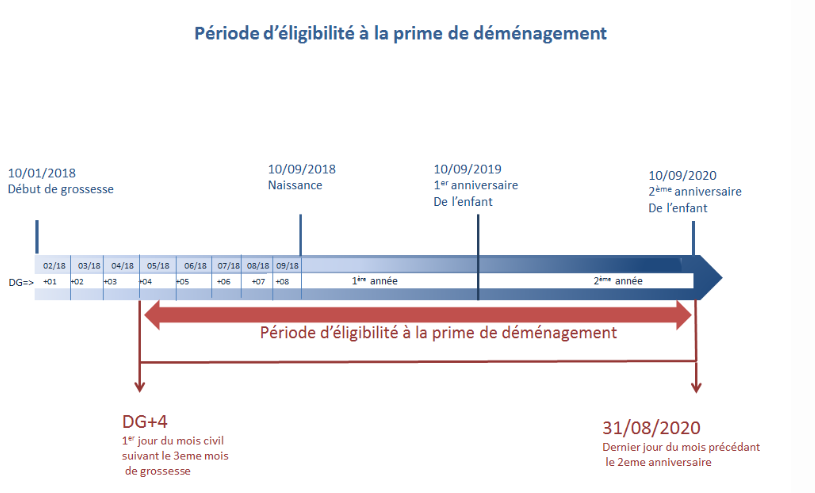 Période d'éligibilité à la prime de déménagement
10/01/2018
Début de grossesse
10/09/2018
Naissance
10/09/2019
1er anniversaire
De l'enfant
10/09/2020
2ème anniversaire
De l'enfant
02/18 03/18 04/18 05/18 06/18 07/18 08/18 09/18
DG=> +01 +02 +03 +04 +05 +06 +07 +08 1ère année 2ème année
Période d'éligibilité à la prime de déménagement
DG+4
1er jour du mois civil
suivant le 3eme mois
de grossesse
31/08/2020
Dernier jour du mois précédant
le 2eme anniversaire